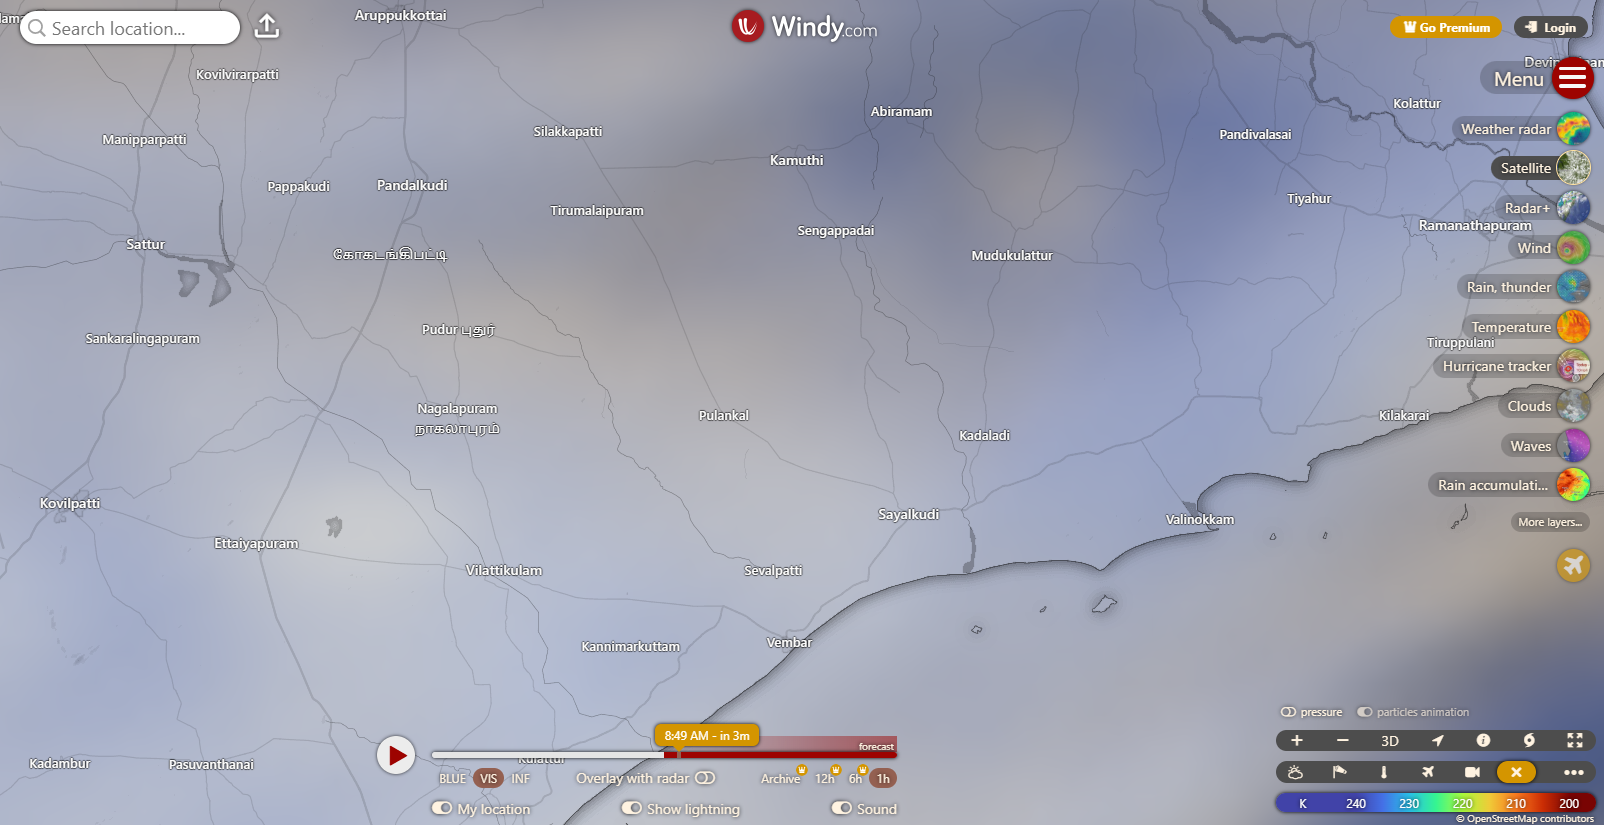 Search location...
Windy.com
Go Premium
Login
Menu
Weather radar
Satellite
Radar+
Wind
Rain, thunder
Temperature
Hurricane tracker
Clouds
Waves
Rain accumulati...
More layers...
Aruppukkottai
Kovilvirarpatti
Abiramam
Kolattur
Manipparpatti
Silakkapatti
Pandivalasai
Kamuthi
Pappakudi
Pandalkudi
Tirumalaipuram
Tiyahur
Sengappadai
Ramanathapuram
Sattur
கோகடங்கிபட்டி
Mudukulattur
Pudur புதுர்
Sankaralingapuram
Tiruppulani
Nagalapuram
நாகலாபுரம்
Pulankal
Kilakarai
Kadaladi
Kovilpatti
Sayalkudi
Valinokkam
Ettaiyapuram
Vilattikulam
Sevalpatti
Kannimarkuttam
Vembar
Kadambur
Pasuvanthanai
Kulattur
8:49 AM - in 3m
forecast
BLUE VIS INF
Overlay with radar
Archive 12h 6h 1h
My location
Show lightning
Sound
pressure
particles animation
3D
K 240 230 220 210 200
© OpenStreetMap contributors